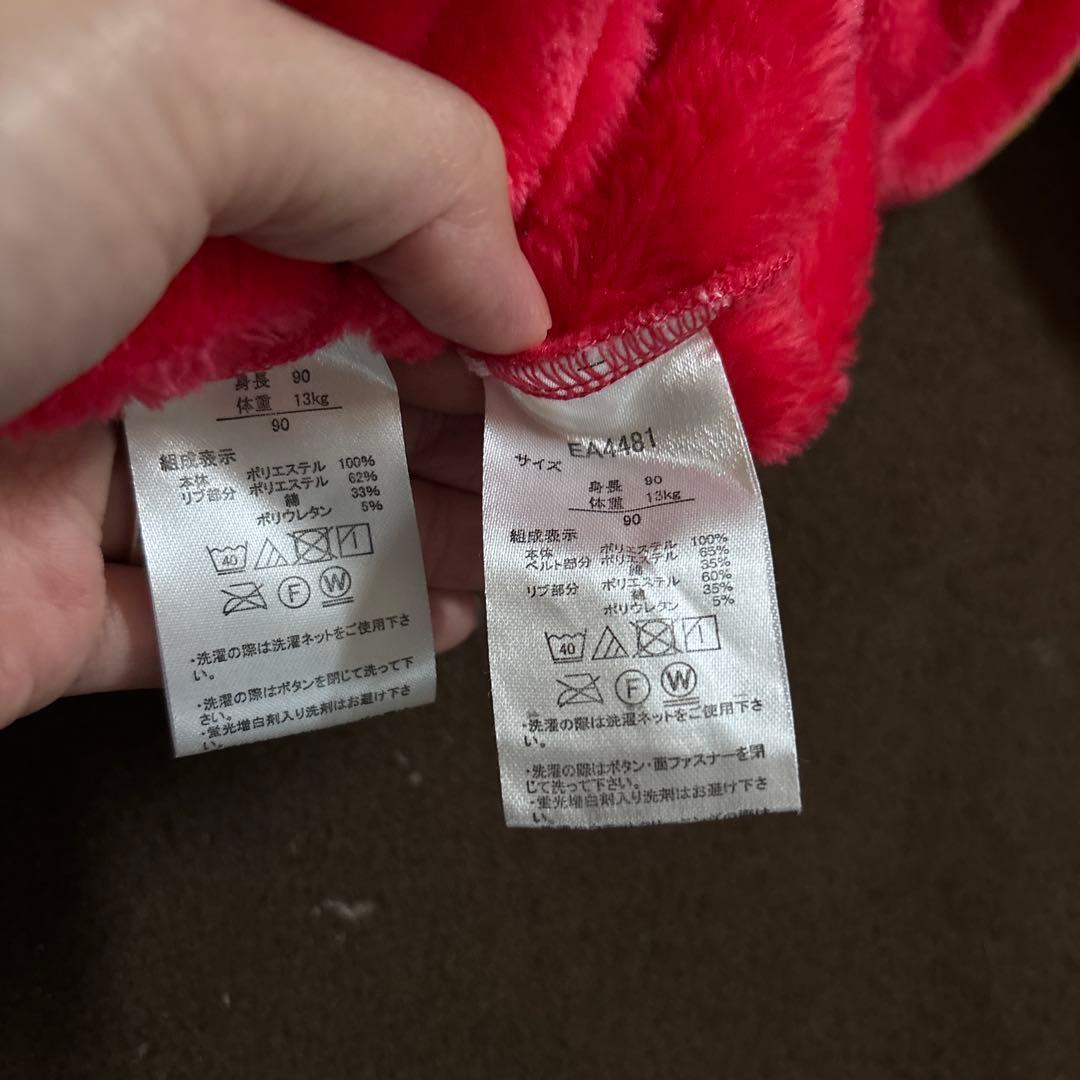 身長 90
体重 13kg
90
組成表示
本体 ポリエステル 100%
リブ部分 ポリエステル 62%
綿 33%
ポリウレタン 5%
40
F W
・洗濯の際は洗濯ネットをご使用下さ
い。
・洗濯の際はボタンを閉じて洗って下
さい。
・蛍光増白剤入り洗剤はお避け下さ
い。
EA4481
サイズ
身長 90
体重 13kg
90
組成表示
本体 ポリエステル 100%
ベルト部分 ポリエステル 65%
綿 35%
リブ部分 ポリエステル 60%
綿 35%
ポリウレタン 5%
40
F W
・洗濯の際は洗濯ネットをご使用下さ
い。
・洗濯の際はボタン・面ファスナーを閉
じて洗って下さい。
・蛍光増白剤入り洗剤はお避け下さ
い。